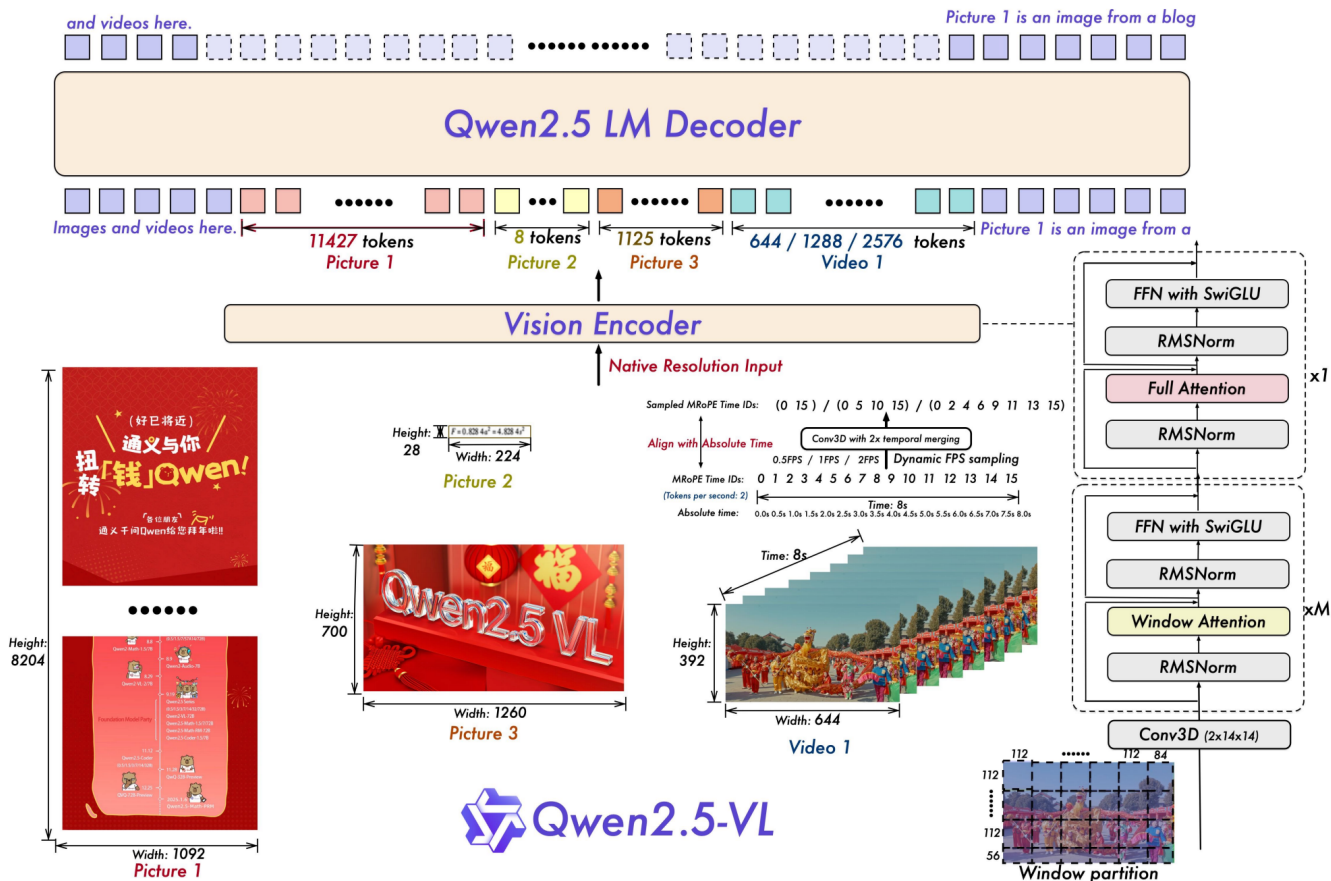 and videos here.
Picture 1 is an image from a blog
Qwen2.5 LM Decoder
Images and videos here.
11427 tokens
Picture 1
8 tokens
Picture 2
1125 tokens
Picture 3
644 / 1288 / 2576 tokens
Video 1
Picture 1 is an image from a
Vision Encoder
Native Resolution Input
Height: 8204
(好已将近)
通义与你
扭转「钱」Qwen!
「各位朋友」
通义千问Qwen给您拜年啦!!
Foundation Model Party
Width: 1092
Picture 1
Height: 28
F = 0.828 4s² = 4.828 4s²
Width: 224
Picture 2
Height: 700
福
福
Qwen2.5 VL
Width: 1260
Picture 3
Sampled MRoPE Time IDs: (0 15) / (0 5 10 15) / (0 2 4 6 9 11 13 15)
Align with Absolute Time
Conv3D with 2x temporal merging
0.5FPS / 1FPS / 2FPS Dynamic FPS sampling
MRoPE Time IDs: 0 1 2 3 4 5 6 7 8 9 10 11 12 13 14 15
(Tokens per second: 2)
Time: 8s
Absolute time: 0.0s 0.5s 1.0s 1.5s 2.0s 2.5s 3.0s 3.5s 4.0s 4.5s 5.0s 5.5s 6.0s 6.5s 7.0s 7.5s 8.0s
Time: 8s
Height: 392
Width: 644
Video 1
FFN with SwiGLU
RMSNorm
Full Attention
RMSNorm
x1
FFN with SwiGLU
RMSNorm
Window Attention
RMSNorm
xM
Conv3D (2x14x14)
112 112 84
112
112
56
Window partition
Qwen2.5-VL